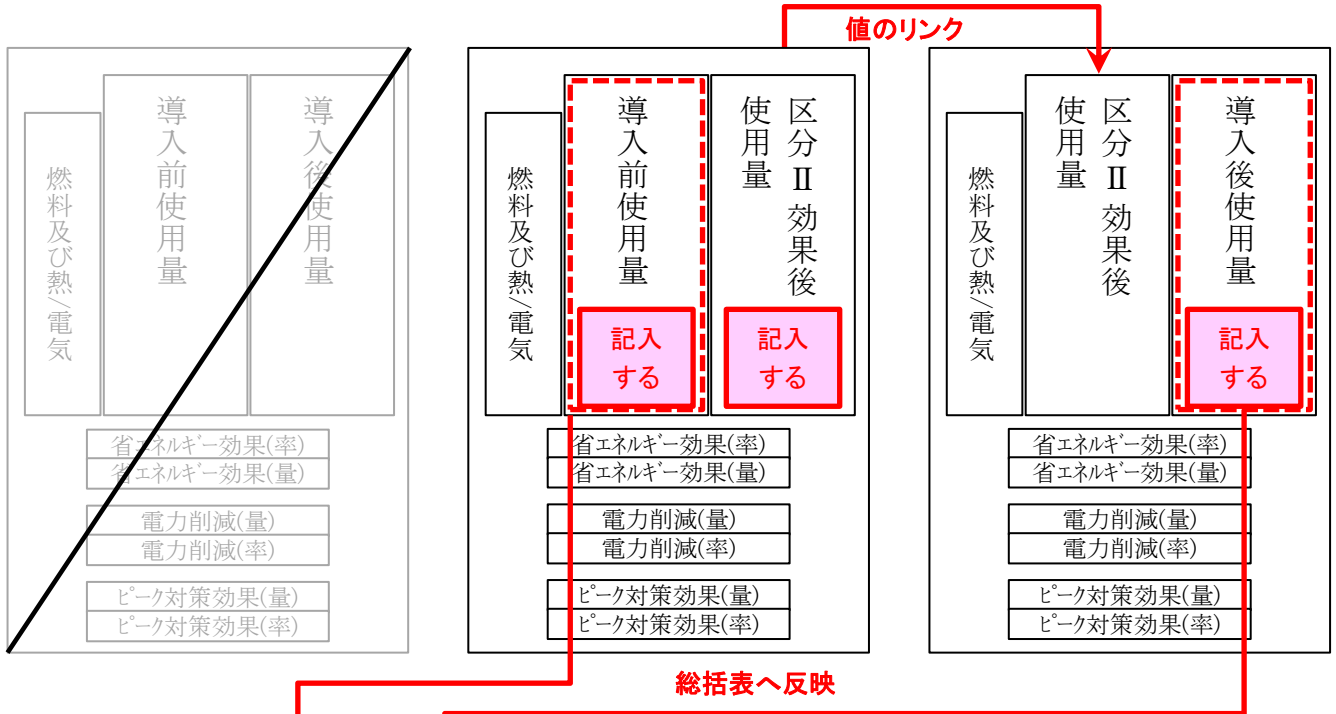 値のリンク
燃料及び熱/電気
導入前使用量
導入後使用量
省エネルギー効果(率)
省エネルギー効果(量)
電力削減(量)
電力削減(率)
ピーク対策効果(量)
ピーク対策効果(率)
燃料及び熱/電気
導入前使用量
記入
する
区分Ⅱ効果後
使用量
記入
する
省エネルギー効果(率)
省エネルギー効果(量)
電力削減(量)
電力削減(率)
ピーク対策効果(量)
ピーク対策効果(率)
燃料及び熱/電気
区分Ⅱ効果後
使用量
導入後使用量
記入
する
省エネルギー効果(率)
省エネルギー効果(量)
電力削減(量)
電力削減(率)
ピーク対策効果(量)
ピーク対策効果(率)
総括表へ反映